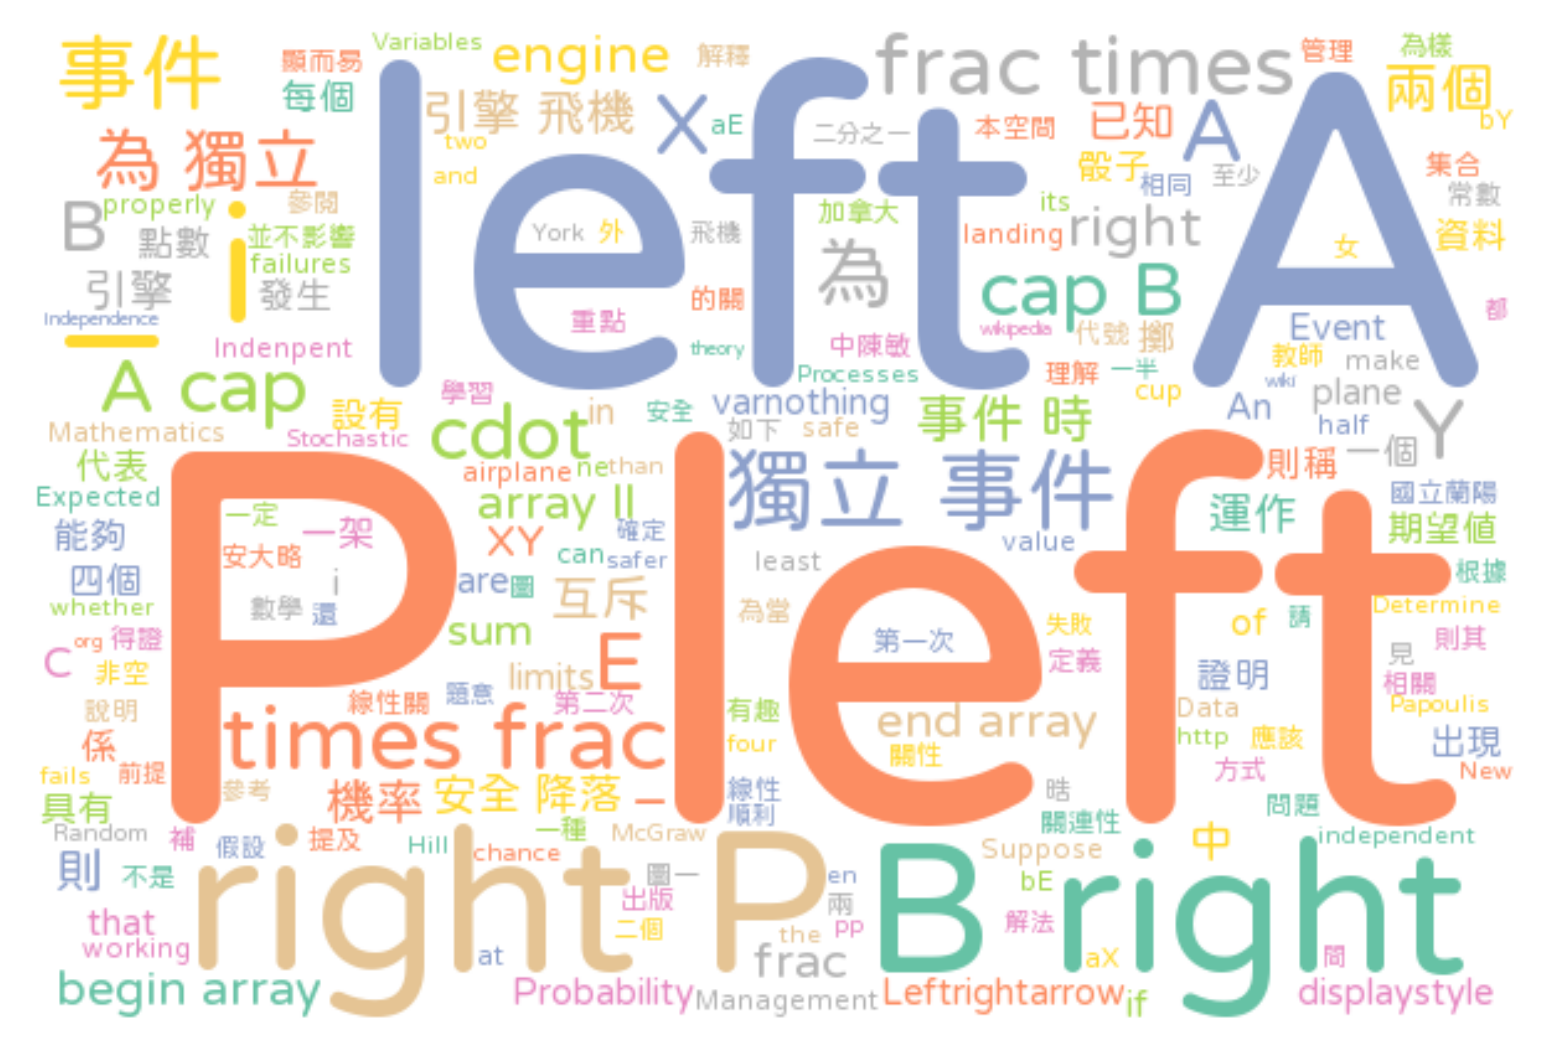 事件
顯而易
Variables
engine
解釋
frac times
管理
為樣
每個
left A
引擎 飛機
X
aE
二分之一
本空間
已知
A
兩個
bY
為 獨立
two
and
骰子
相同
至少
集合
常數
B
properly
參閱
i
點數
並不影響
failures
York
外
飛機
加拿大
its
right
landing
女
資料
引擎
發生
為
cap B
的關
重點
Independence
_
Indenpent
theory
中陳敏
wikipedia
代號
擲
Event
都
A cap
學習
Processes
理解
一半
教師
make
wiki
cup
plane
設有
cdot
in
安全
varnothing
如下
safe
事件 時
An
half
Y
Mathematics
Stochastic
代表
airplane
ne
than
P left
獨立 事件
則稱
一個
Expected
array ll
國立蘭陽
能夠
一定
一架
XY
確定
運作
期望值
安大略
can
safer
value
least
四個
i
are
圖
互斥
根據
whether
數學
還
為當
Determine
sum
E
第一次
失敗
of
請
則其
C
org
得證
非空
limits
定義
證明
見
相關
線性關
題意
第二次
說明
有趣
end array
Data
Papoulis
係
times frac
four
關性
http
應該
出現
fails
前提
參考
機率
安全 降落
_
線性
順利
晧
方式
New
具有
關連性
問題
Random
補
假設
提及
Hill
一種
McGraw
chance
Suppose
中
independent
則
不是
right P
圖一
en
B right
bE
出版
兩
that
working
二個
the
PP
解法
at
frac
aX
問
begin array
Probability
Management
Leftrightarrow
if
displaystyle